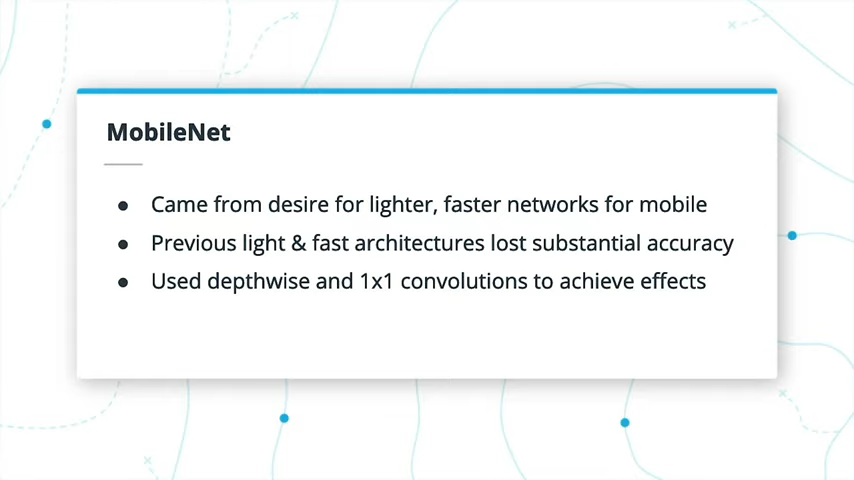 MobileNet
● Came from desire for lighter, faster networks for mobile
● Previous light & fast architectures lost substantial accuracy
● Used depthwise and 1x1 convolutions to achieve effects